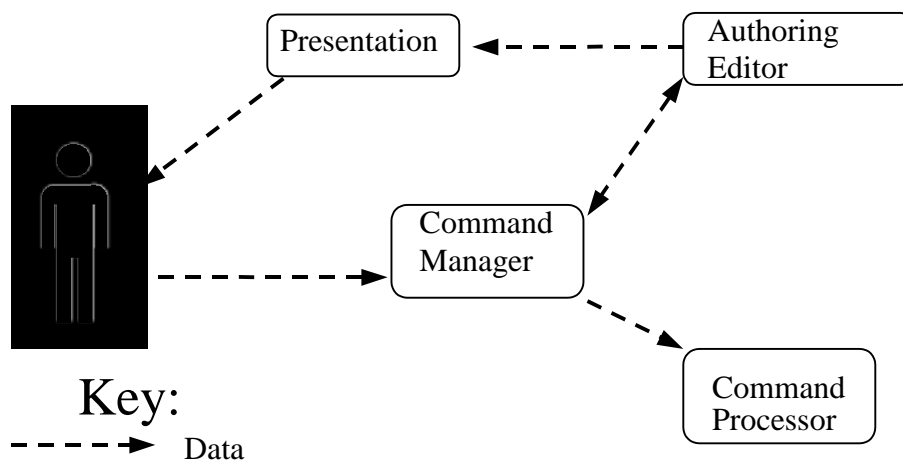 Presentation
Authoring
Editor
Command
Manager
Command
Processor
Key:
Data